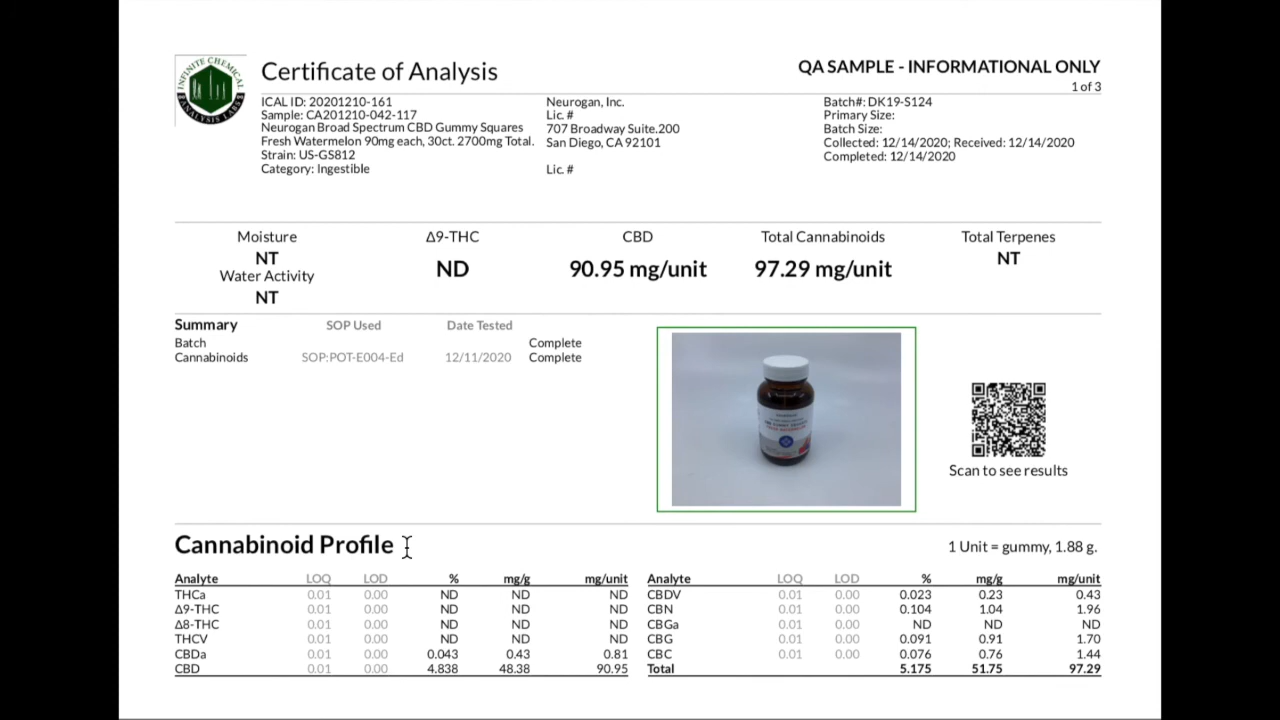 INFINITE CHEMICAL
ANALYSIS LABS
Certificate of Analysis
QA SAMPLE - INFORMATIONAL ONLY
1 of 3
ICAL ID: 20201210-161
Sample: CA201210-042-117
Neurogan Broad Spectrum CBD Gummy Squares
Fresh Watermelon 90mg each, 30ct. 2700mg Total.
Strain: US-GS812
Category: Ingestible
Neurogan, Inc.
Lic. #
707 Broadway Suite.200
San Diego, CA 92101
Lic. #
Batch#: DK19-S124
Primary Size:
Batch Size:
Collected: 12/14/2020; Received: 12/14/2020
Completed: 12/14/2020
Moisture
NT
Water Activity
NT
Δ9-THC
ND
CBD
90.95 mg/unit
Total Cannabinoids
97.29 mg/unit
Total Terpenes
NT
Summary SOP Used Date Tested
Batch Complete
Cannabinoids SOP:POT-E004-Ed 12/11/2020 Complete
Scan to see results
Cannabinoid Profile
1 Unit = gummy, 1.88 g.
Analyte LOQ LOD % mg/g mg/unit
THCa 0.01 0.00 ND ND ND
Δ9-THC 0.01 0.00 ND ND ND
Δ8-THC 0.01 0.00 ND ND ND
THCV 0.01 0.00 ND ND ND
CBDa 0.01 0.00 0.043 0.43 0.81
CBD 0.01 0.00 4.838 48.38 90.95
Analyte LOQ LOD % mg/g mg/unit
CBDV 0.01 0.00 0.023 0.23 0.43
CBN 0.01 0.00 0.104 1.04 1.96
CBGa 0.01 0.00 ND ND ND
CBG 0.01 0.00 0.091 0.91 1.70
CBC 0.01 0.00 0.076 0.76 1.44
Total 5.175 51.75 97.29